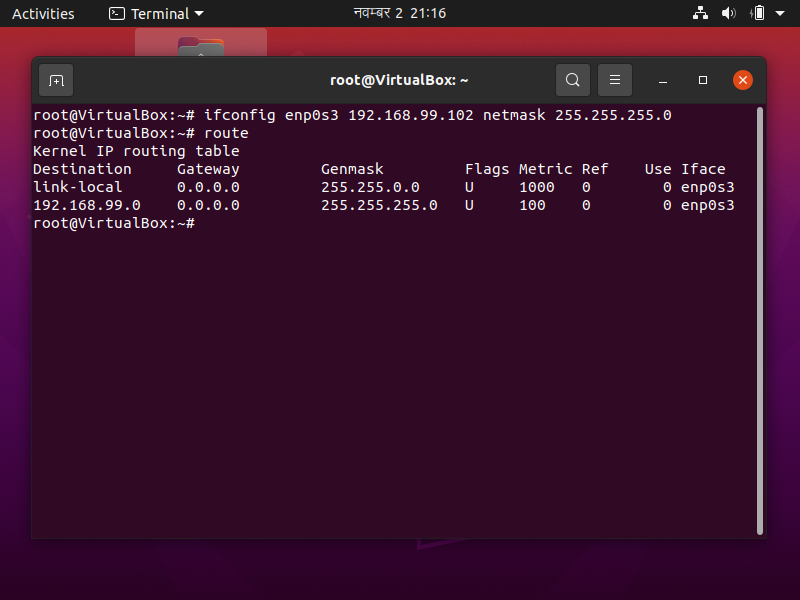 Activities Terminal नवम्बर 2 21:16
root@VirtualBox: ~
root@VirtualBox:~# ifconfig enp0s3 192.168.99.102 netmask 255.255.255.0
root@VirtualBox:~# route
Kernel IP routing table
Destination Gateway Genmask Flags Metric Ref Use Iface
link-local 0.0.0.0 255.255.0.0 U 1000 0 0 enp0s3
192.168.99.0 0.0.0.0 255.255.255.0 U 100 0 0 enp0s3
root@VirtualBox:~#